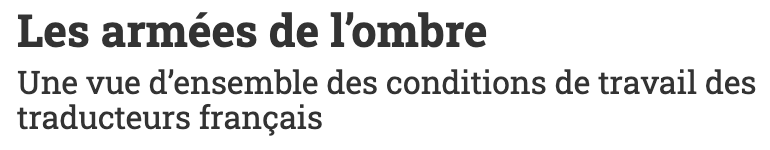 Les armées de l’ombre
Une vue d’ensemble des conditions de travail des
traducteurs français